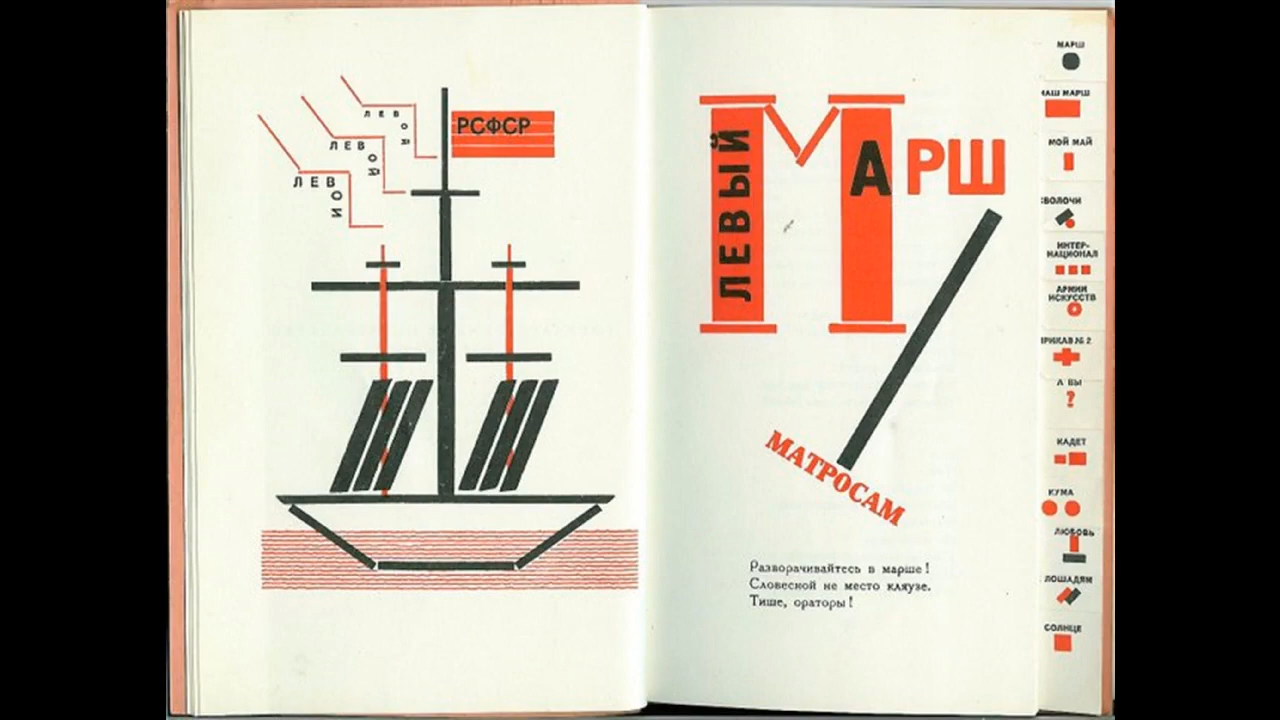 ЛЕВОЙ
ЛЕВОЙ
ЛЕВОЙ
РСФСР
ЛЕВЫЙ
МАРШ
МАТРОСАМ
Разворачивайтесь в марше!
Словесной не место кляузе.
Тише, ораторы!
МАРШ
НАШ МАРШ
МОЙ МАЙ
СВОЛОЧИ
ИНТЕР-
НАЦИОНАЛ
АРМИИ
ИСКУССТВ
ПРИКАЗ № 2
А ВЫ
?
КАДЕТ
КУМА
ЛЮБОВЬ
ЛОШАДЯМ
СОЛНЦЕ